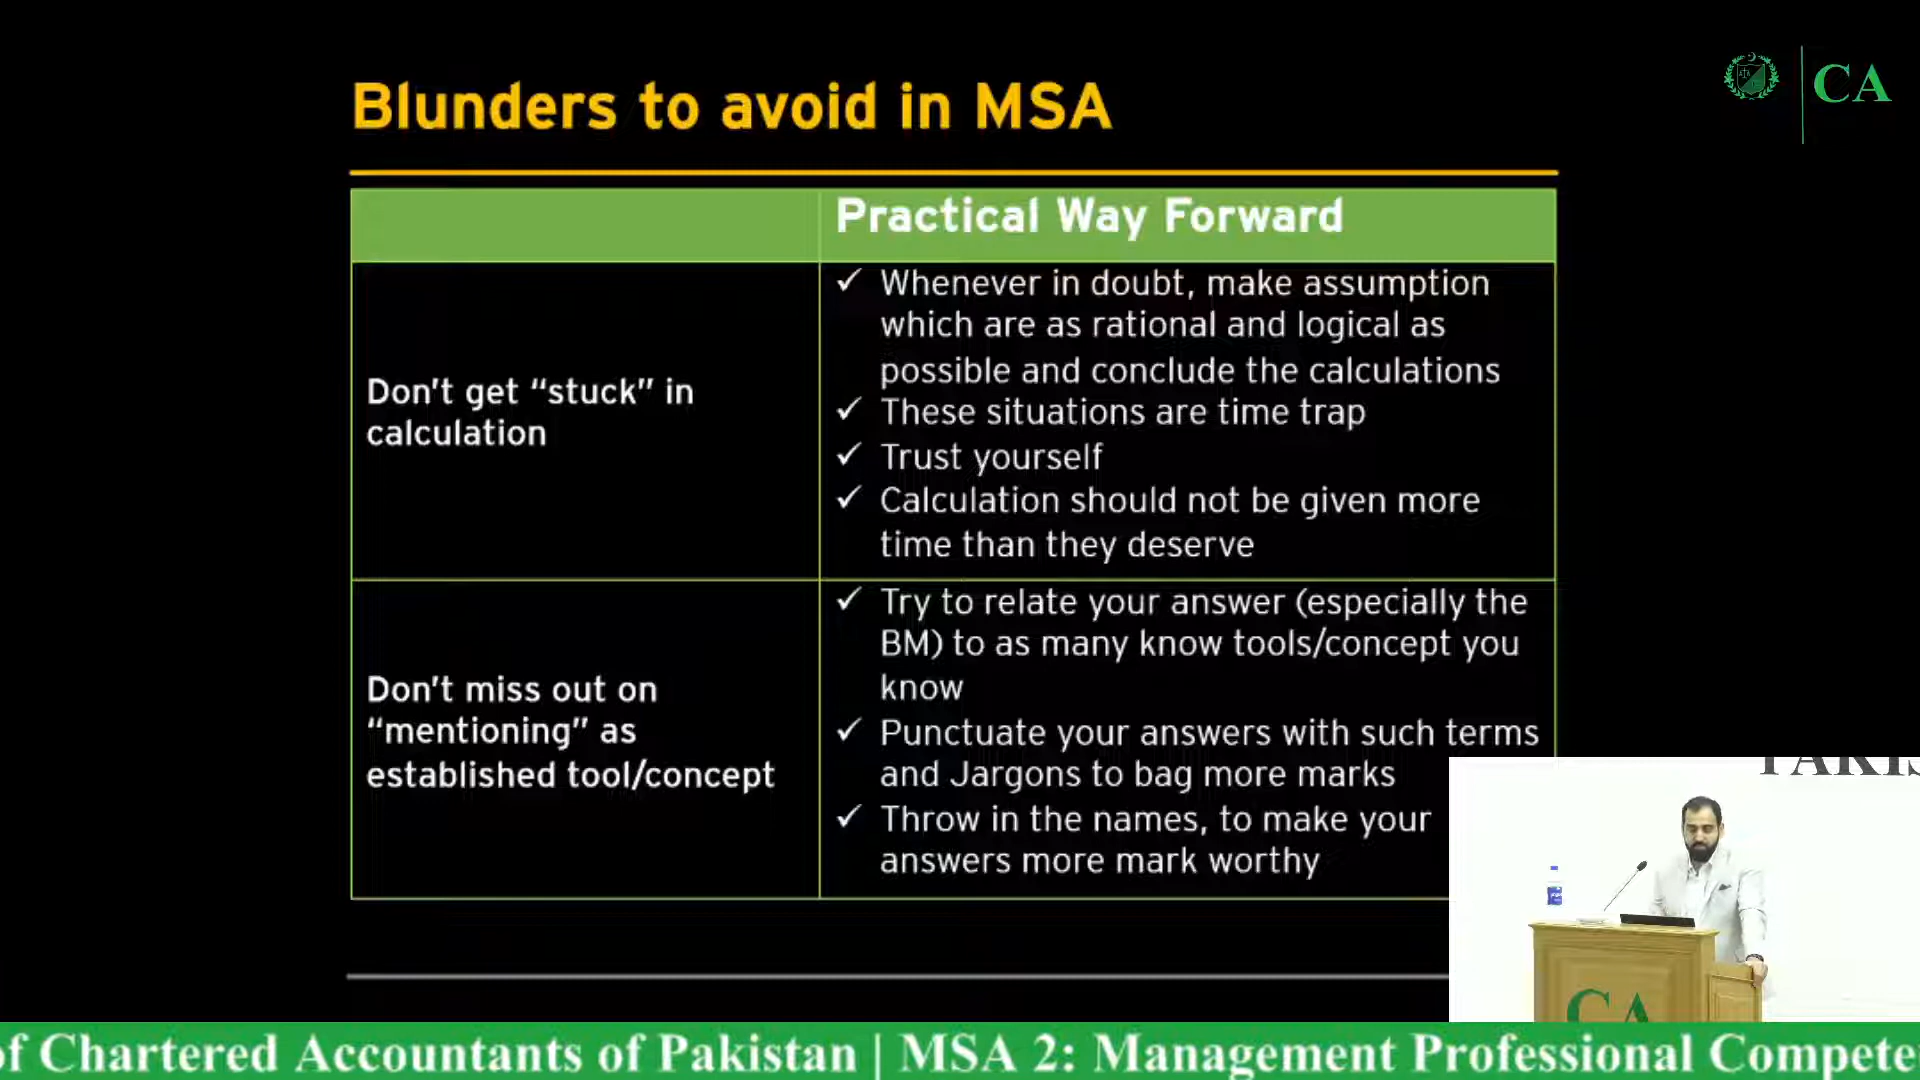 CA
Blunders to avoid in MSA
Practical Way Forward
Don't get “stuck” in
calculation
✓ Whenever in doubt, make assumption
which are as rational and logical as
possible and conclude the calculations
✓ These situations are time trap
✓ Trust yourself
✓ Calculation should not be given more
time than they deserve
Don't miss out on
“mentioning” as
established tool/concept
✓ Try to relate your answer (especially the
BM) to as many know tools/concept you
know
✓ Punctuate your answers with such terms
and Jargons to bag more marks
✓ Throw in the names, to make your
answers more mark worthy
CA
of Chartered Accountants of Pakistan | MSA 2: Management Professional Compete